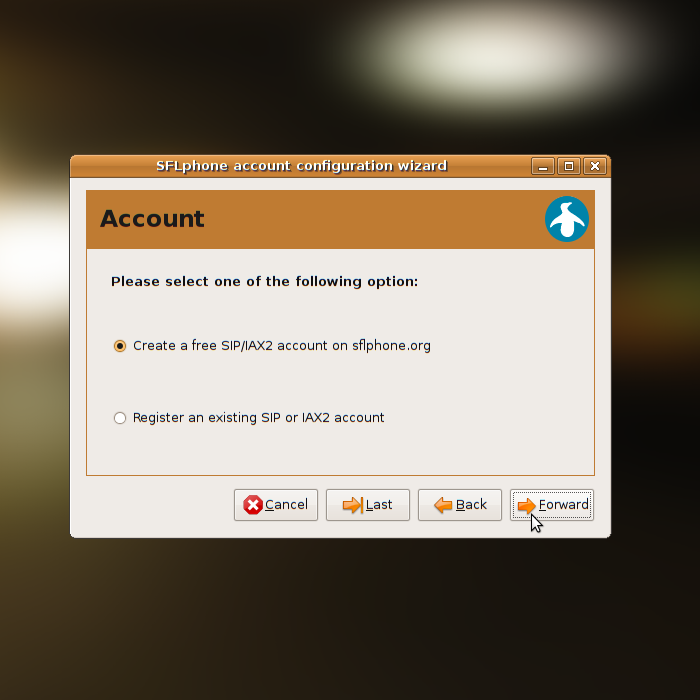 SFLphone account configuration wizard
Account
Please select one of the following option:
Create a free SIP/IAX2 account on sflphone.org
Register an existing SIP or IAX2 account
Cancel Last Back Forward